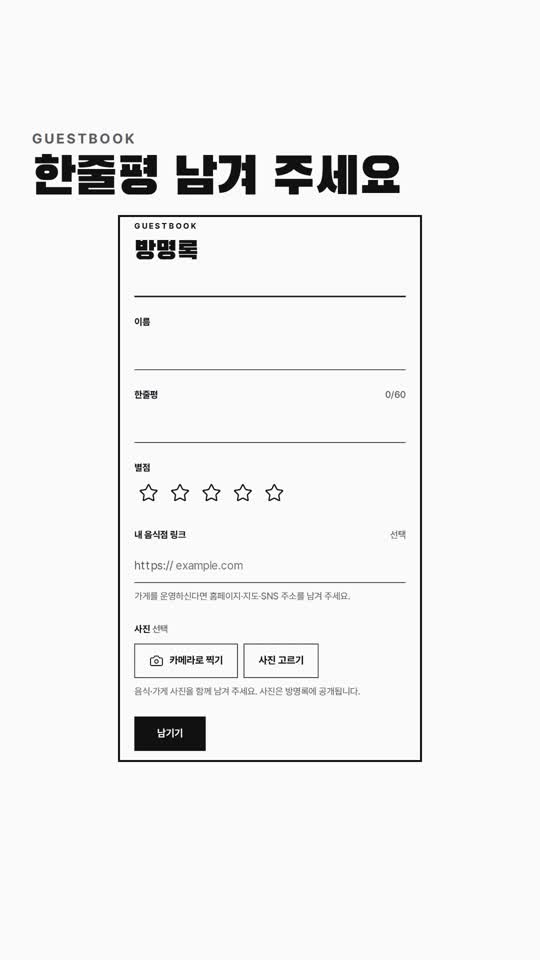 GUESTBOOK
한줄평 남겨 주세요
GUESTBOOK
방명록
이름
한줄평 0/60
별점
내 음식점 링크 선택
https:// example.com
가게를 운영하신다면 홈페이지·지도·SNS 주소를 남겨 주세요.
사진 선택
카메라로 찍기 사진 고르기
음식·가게 사진을 함께 남겨 주세요. 사진은 방명록에 공개됩니다.
남기기